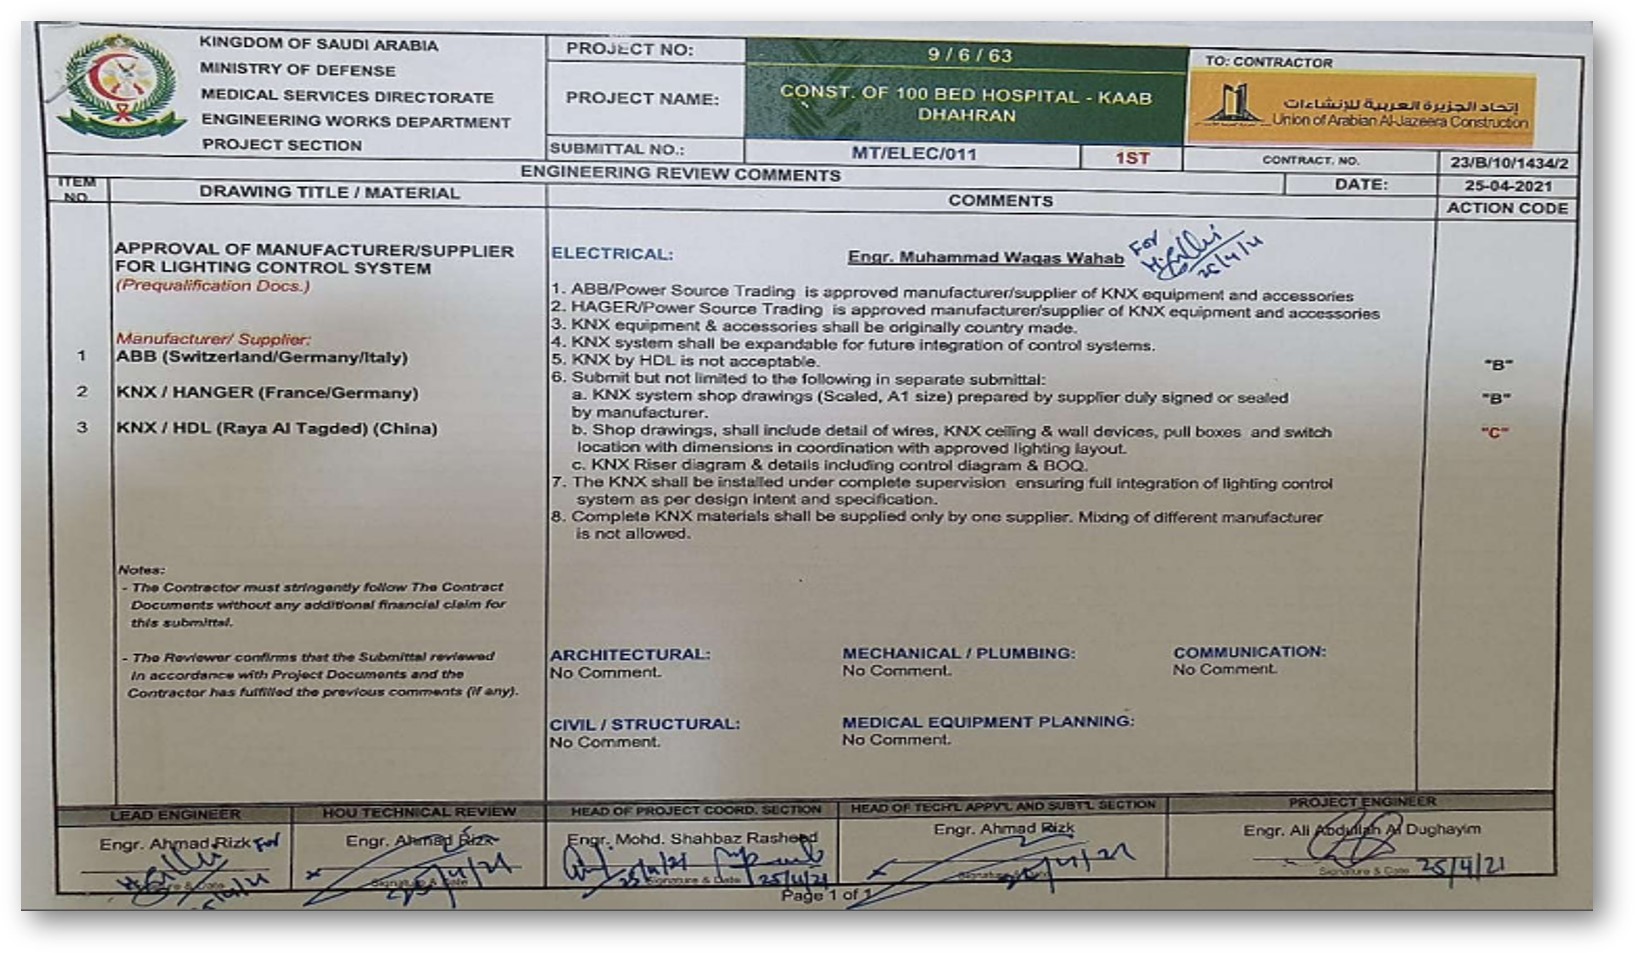 KINGDOM OF SAUDI ARABIA
MINISTRY OF DEFENSE
MEDICAL SERVICES DIRECTORATE
ENGINEERING WORKS DEPARTMENT
PROJECT SECTION
PROJECT NO:
9 / 6 / 63
PROJECT NAME:
CONST. OF 100 BED HOSPITAL - KAAB
DHAHRAN
TO: CONTRACTOR
إتحاد الجزيرة العربية للإنشاءات
Union of Arabian Al-Jazeera Construction
SUBMITTAL NO.:
MT/ELEC/011
1ST
CONTRACT. NO.
23/B/10/1434/2
ENGINEERING REVIEW COMMENTS
DATE:
25-04-2021
ITEM
NO
DRAWING TITLE / MATERIAL
COMMENTS
ACTION CODE
APPROVAL OF MANUFACTURER/SUPPLIER
FOR LIGHTING CONTROL SYSTEM
(Prequalification Docs.)
Manufacturer/ Supplier:
1 ABB (Switzerland/Germany/Italy)
2 KNX / HANGER (France/Germany)
3 KNX / HDL (Raya Al Tagded) (China)
Notes:
- The Contractor must stringently follow The Contract
Documents without any additional financial claim for
this submittal.
- The Reviewer confirms that the Submittal reviewed
in accordance with Project Documents and the
Contractor has fulfilled the previous comments (if any).
ELECTRICAL:
Engr. Muhammad Waqas Wahab
For
25/4/21
1. ABB/Power Source Trading is approved manufacturer/supplier of KNX equipment and accessories
2. HAGER/Power Source Trading is approved manufacturer/supplier of KNX equipment and accessories
3. KNX equipment & accessories shall be originally country made.
4. KNX system shall be expandable for future integration of control systems.
5. KNX by HDL is not acceptable.
6. Submit but not limited to the following in separate submittal:
a. KNX system shop drawings (Scaled, A1 size) prepared by supplier duly signed or sealed
by manufacturer.
b. Shop drawings, shall include detail of wires, KNX ceiling & wall devices, pull boxes and switch
location with dimensions in coordination with approved lighting layout.
c. KNX Riser diagram & details including control diagram & BOQ.
7. The KNX shall be installed under complete supervision ensuring full integration of lighting control
system as per design intent and specification.
8. Complete KNX materials shall be supplied only by one supplier. Mixing of different manufacturer
is not allowed.
"B"
"B"
"C"
ARCHITECTURAL:
No Comment.
MECHANICAL / PLUMBING:
No Comment.
COMMUNICATION:
No Comment.
CIVIL / STRUCTURAL:
No Comment.
MEDICAL EQUIPMENT PLANNING:
No Comment.
LEAD ENGINEER
HOU TECHNICAL REVIEW
HEAD OF PROJECT COORD. SECTION
HEAD OF TECH'L APPV'L AND SUBT'L SECTION
PROJECT ENGINEER
Engr. Ahmad Rizk For
Engr. Ahmad Rizk
Engr. Mohd. Shahbaz Rasheed
Engr. Ahmad Rizk
Engr. Ali Abdullah Al Dughayim
Signature & Date
25/4/21
Signature & Date
25/4/21
25/4/21
Signature & Date
25/4/21
Signature & Date
25/4/21
Page 1 of 1